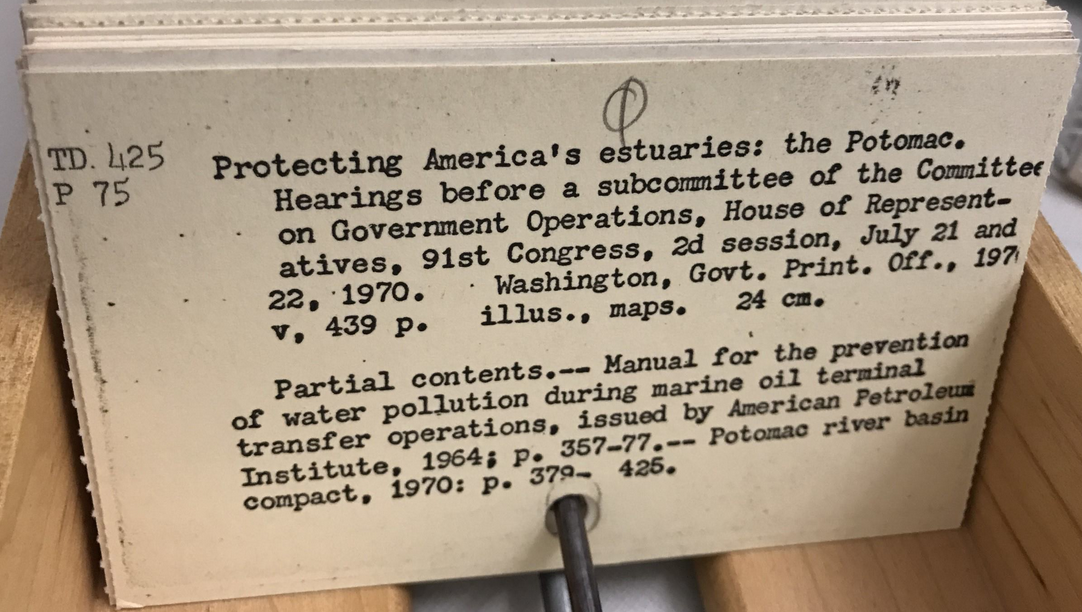 TD. 425
P 75
Protecting America's estuaries: the Potomac.
Hearings before a subcommittee of the Committee
on Government Operations, House of Represent-
atives, 91st Congress, 2d session, July 21 and
22, 1970. Washington, Govt. Print. Off., 197
v, 439 p. illus., maps. 24 cm.
Partial contents.-- Manual for the prevention
of water pollution during marine oil terminal
transfer operations, issued by American Petroleum
Institute, 1964; p. 357-77.-- Potomac river basin
compact, 1970: p. 379- 425.